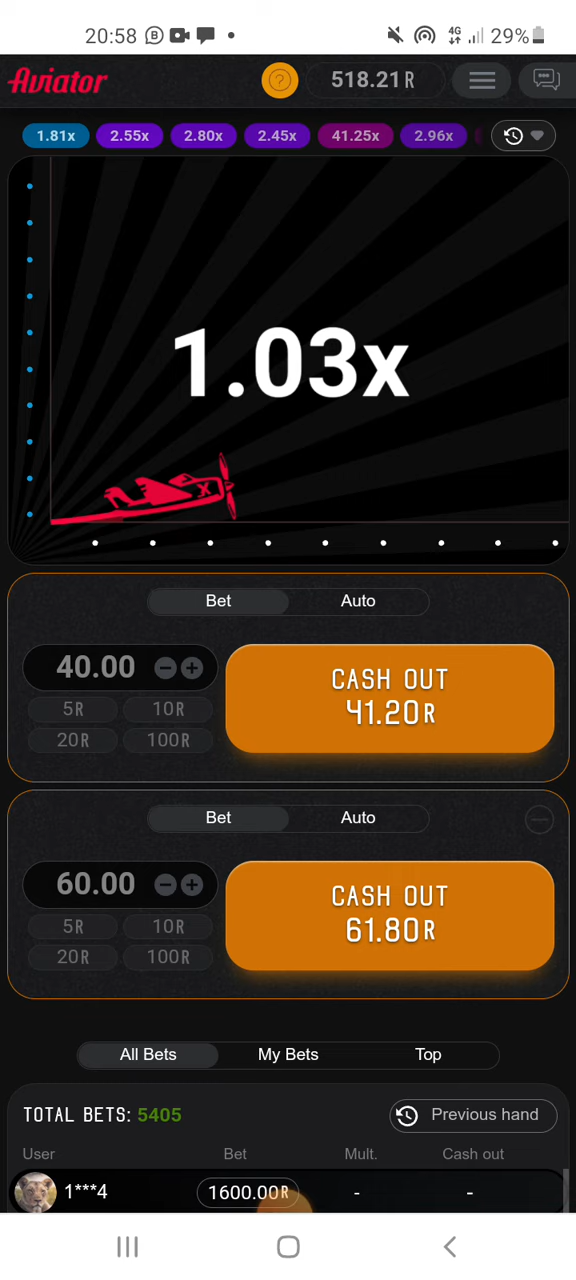 20:58 4G 29%
Aviator ? 518.21R
1.81x 2.55x 2.80x 2.45x 41.25x 2.96x
1.03x
X
Bet Auto
40.00 CASH OUT
41.20R
5R 10R
20R 100R
Bet Auto
60.00 CASH OUT
61.80R
5R 10R
20R 100R
All Bets My Bets Top
TOTAL BETS: 5405 Previous hand
User Bet Mult. Cash out
1***4 1600.00R - -